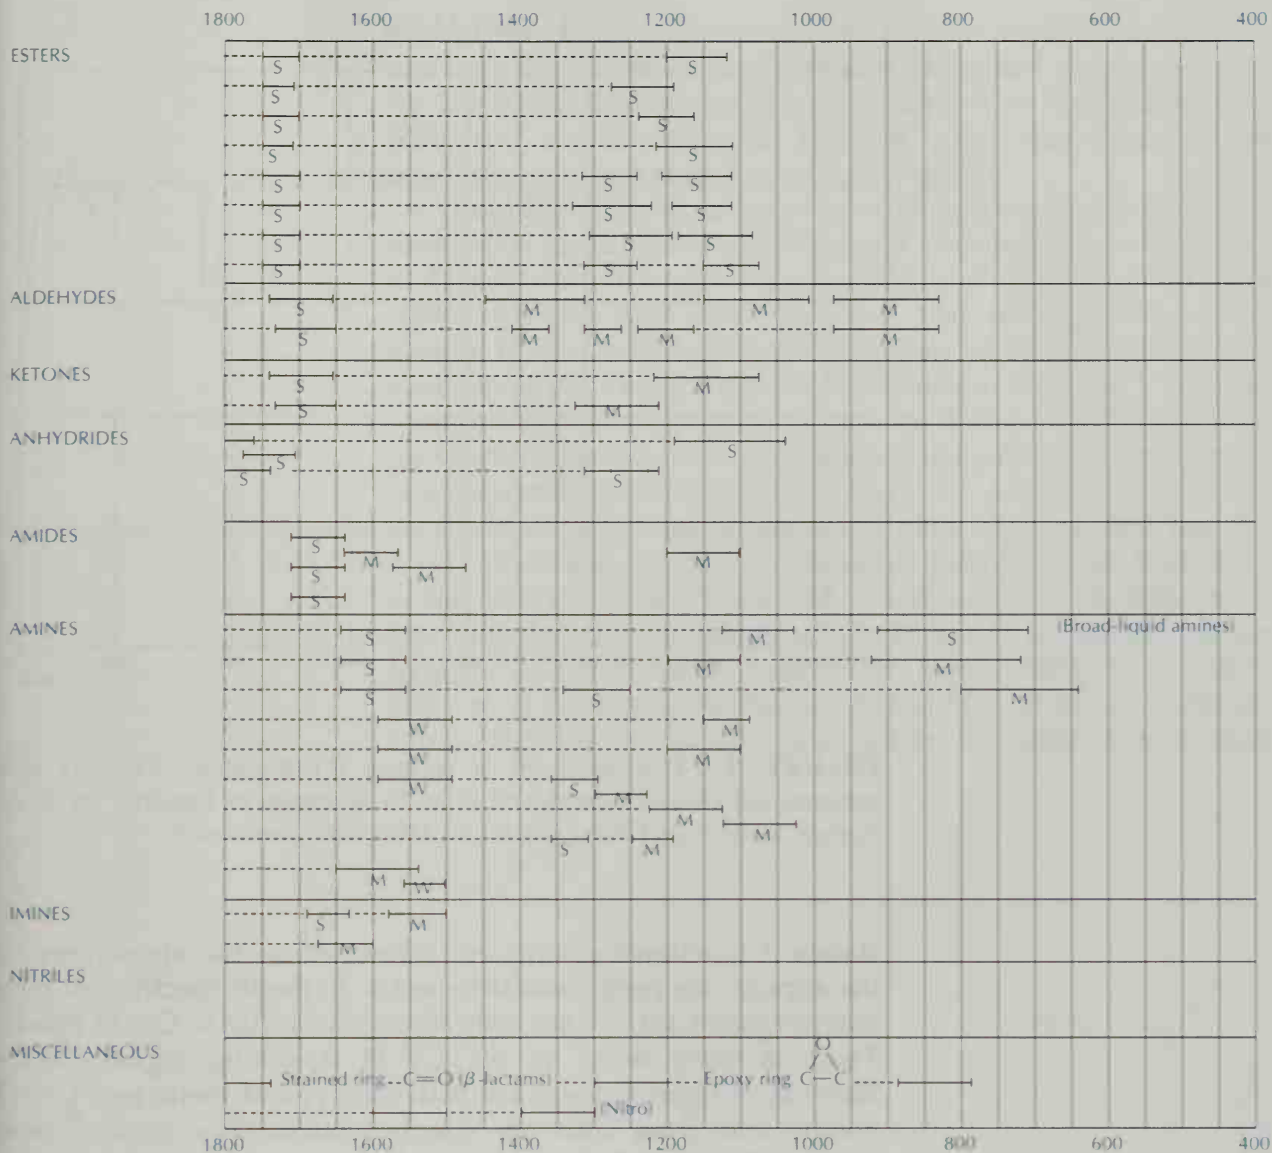 1800 1600 1400 1200 1000 800 600 400
ESTERS
S S
S S
S S
S S
S S S
S S S
S S S
S S S
ALDEHYDES
S M M M
S M M M M
KETONES
S M
S M
ANHYDRIDES
S S
S S
AMIDES
S
M M
S M
S
AMINES
S M S (Broad-liquid amines)
S M M
S S M
W M
W M
W S
M
M
M
S M
M
W
IMINES
S M
M
NITRILES
MISCELLANEOUS
O
Strained ring C=O (β-lactams) Epoxy ring C—C
(Nitro)
1800 1600 1400 1200 1000 800 600 400